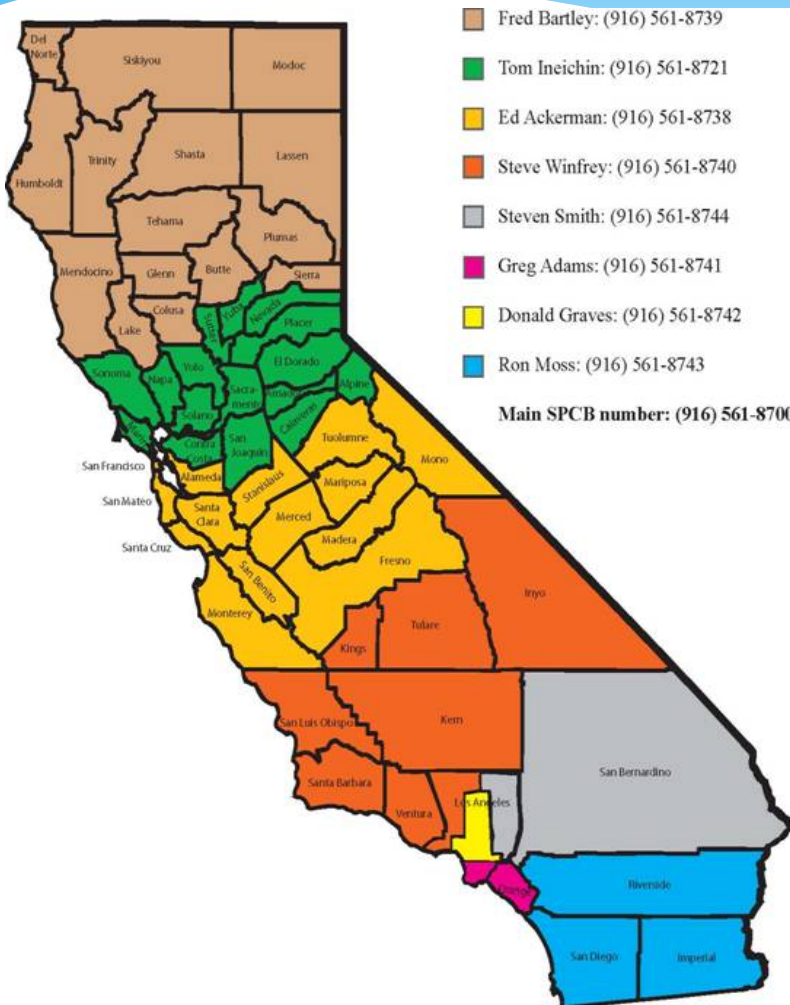 Fred Bartley: (916) 561-8739
Tom Ineichin: (916) 561-8721
Ed Ackerman: (916) 561-8738
Steve Winfrey: (916) 561-8740
Steven Smith: (916) 561-8744
Greg Adams: (916) 561-8741
Donald Graves: (916) 561-8742
Ron Moss: (916) 561-8743
Main SPCB number: (916) 561-8700
Del
Norte
Siskiyou
Modoc
Humboldt
Trinity
Shasta
Lassen
Tehama
Plumas
Mendocino
Glenn
Butte
Sierra
Lake
Colusa
Sutter
Yuba
Nevada
Placer
Sonoma
Napa
Yolo
El Dorado
Sacra-
mento
Amador
Alpine
Solano
Calaveras
Marin
Contra
Costa
San
Joaquin
Tuolumne
Mono
San Francisco
Alameda
Stanislaus
Mariposa
San Mateo
Santa
Clara
Merced
Madera
Santa Cruz
San Benito
Fresno
Monterey
Inyo
Kings
Tulare
San Luis Obispo
Kern
Santa Barbara
Ventura
Los Angeles
San Bernardino
Orange
Riverside
San Diego
Imperial